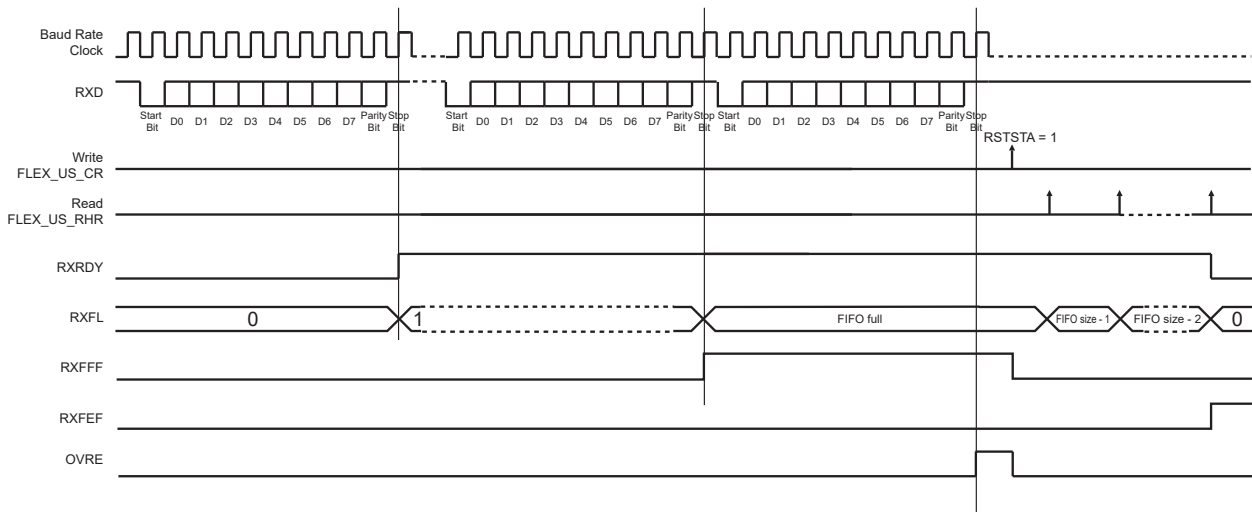 Baud Rate
Clock
RXD
Start
Bit
D0 D1 D2 D3 D4 D5 D6 D7
Parity
Bit
Stop
Bit
Start
Bit
D0 D1 D2 D3 D4 D5 D6 D7
Parity
Bit
Stop
Bit
Start
Bit
D0 D1 D2 D3 D4 D5 D6 D7
Parity
Bit
Stop
Bit
RSTSTA = 1
Write
FLEX_US_CR
Read
FLEX_US_RHR
RXRDY
RXFL
0 1 FIFO full FIFO size - 1 FIFO size - 2 0
RXFFF
RXFEF
OVRE